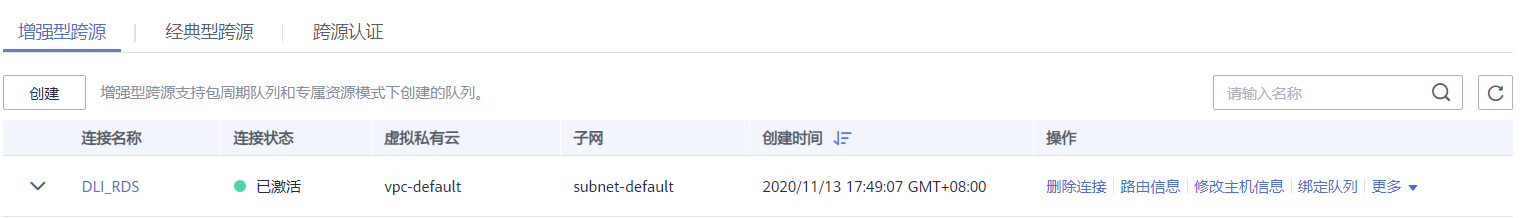 增强型跨源 经典型跨源 跨源认证
创建 增强型跨源支持包周期队列和专属资源模式下创建的队列。 请输入名称
连接名称 连接状态 虚拟私有云 子网 创建时间 操作
DLI_RDS 已激活 vpc-default subnet-default 2020/11/13 17:49:07 GMT+08:00 删除连接 路由信息 修改主机信息 绑定队列 更多